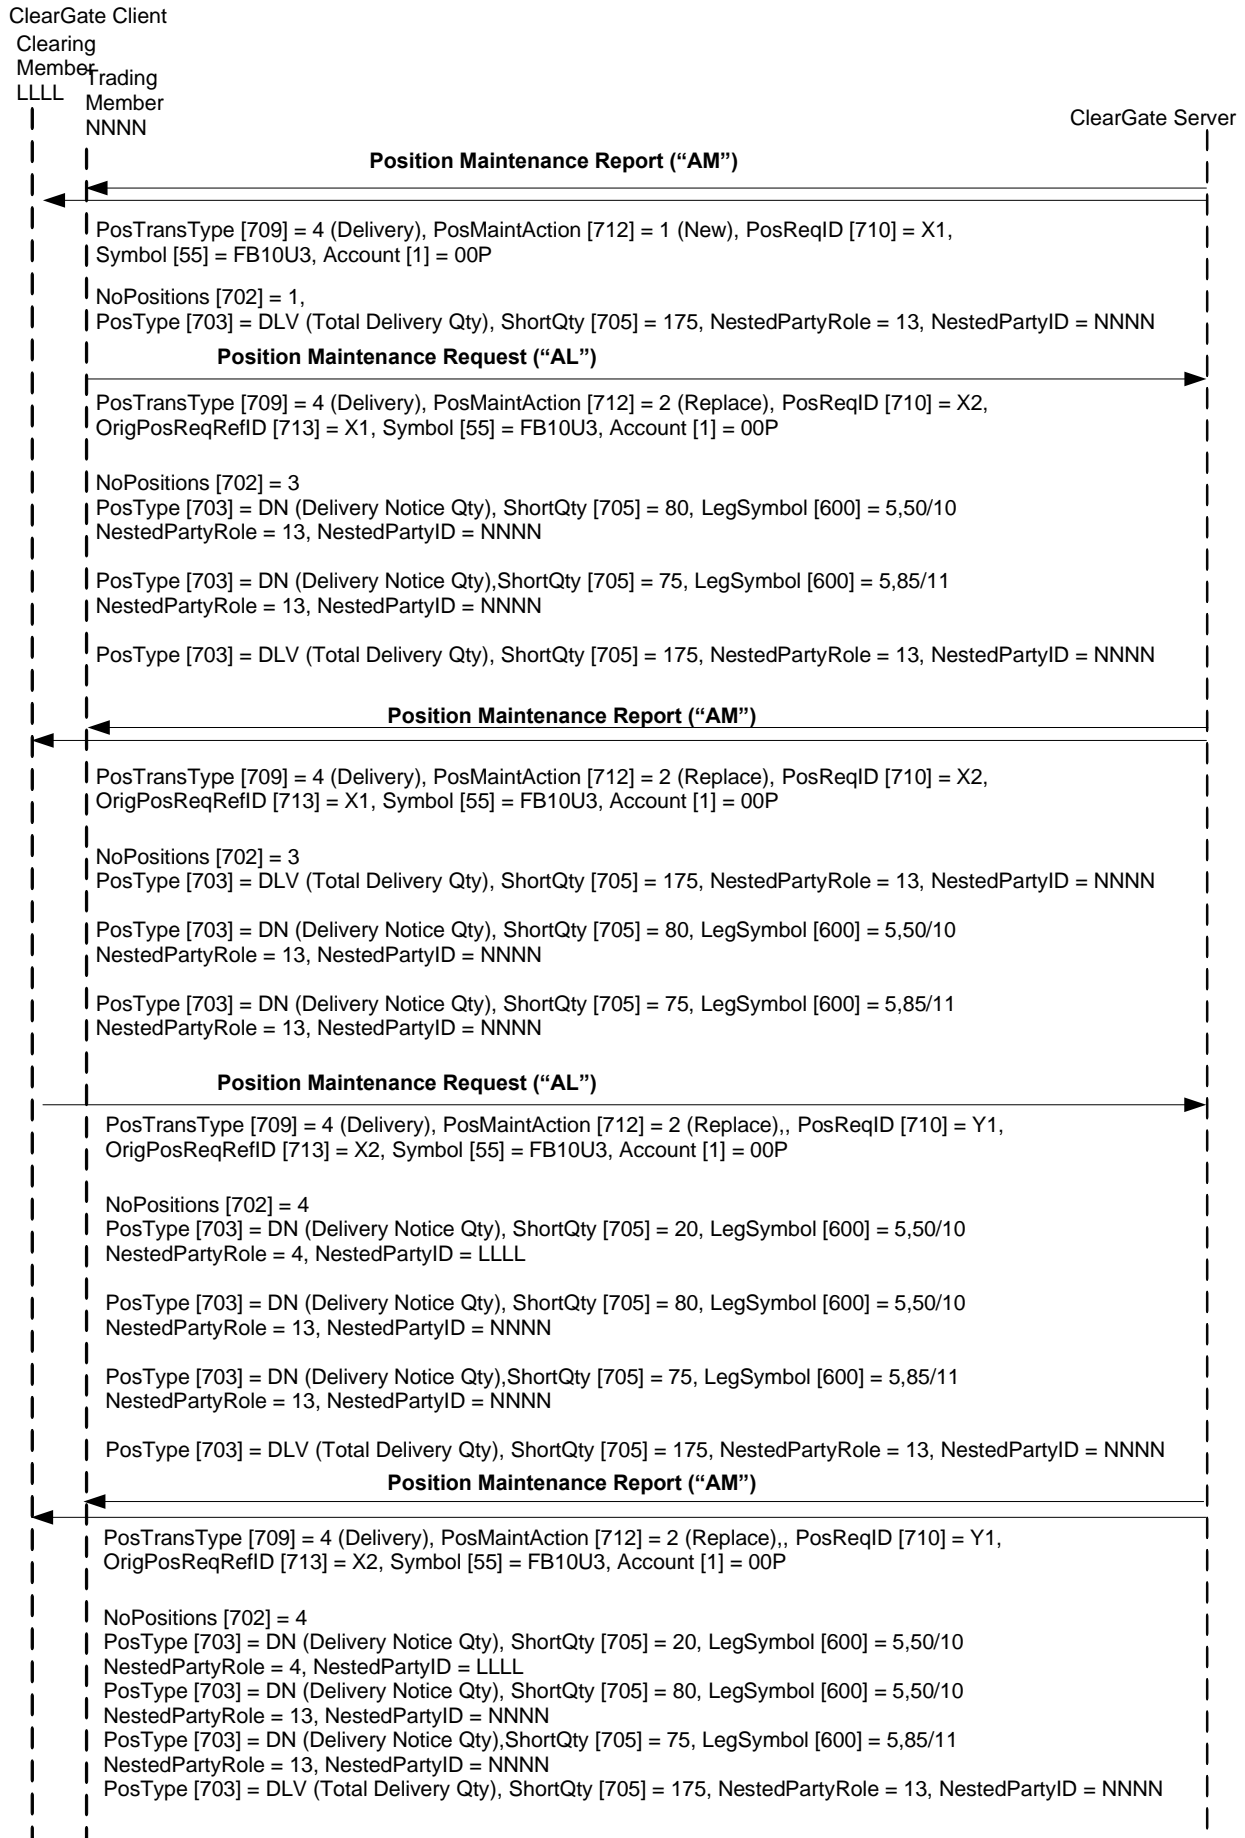 ClearGate Client
Clearing
Member
LLLL
Trading
Member
NNNN
ClearGate Server
Position Maintenance Report (“AM”)
PosTransType [709] = 4 (Delivery), PosMaintAction [712] = 1 (New), PosReqID [710] = X1,
Symbol [55] = FB10U3, Account [1] = 00P
NoPositions [702] = 1,
PosType [703] = DLV (Total Delivery Qty), ShortQty [705] = 175, NestedPartyRole = 13, NestedPartyID = NNNN
Position Maintenance Request (“AL”)
PosTransType [709] = 4 (Delivery), PosMaintAction [712] = 2 (Replace), PosReqID [710] = X2,
OrigPosReqRefID [713] = X1, Symbol [55] = FB10U3, Account [1] = 00P
NoPositions [702] = 3
PosType [703] = DN (Delivery Notice Qty), ShortQty [705] = 80, LegSymbol [600] = 5,50/10
NestedPartyRole = 13, NestedPartyID = NNNN
PosType [703] = DN (Delivery Notice Qty),ShortQty [705] = 75, LegSymbol [600] = 5,85/11
NestedPartyRole = 13, NestedPartyID = NNNN
PosType [703] = DLV (Total Delivery Qty), ShortQty [705] = 175, NestedPartyRole = 13, NestedPartyID = NNNN
Position Maintenance Report (“AM”)
PosTransType [709] = 4 (Delivery), PosMaintAction [712] = 2 (Replace), PosReqID [710] = X2,
OrigPosReqRefID [713] = X1, Symbol [55] = FB10U3, Account [1] = 00P
NoPositions [702] = 3
PosType [703] = DLV (Total Delivery Qty), ShortQty [705] = 175, NestedPartyRole = 13, NestedPartyID = NNNN
PosType [703] = DN (Delivery Notice Qty), ShortQty [705] = 80, LegSymbol [600] = 5,50/10
NestedPartyRole = 13, NestedPartyID = NNNN
PosType [703] = DN (Delivery Notice Qty), ShortQty [705] = 75, LegSymbol [600] = 5,85/11
NestedPartyRole = 13, NestedPartyID = NNNN
Position Maintenance Request (“AL”)
PosTransType [709] = 4 (Delivery), PosMaintAction [712] = 2 (Replace),, PosReqID [710] = Y1,
OrigPosReqRefID [713] = X2, Symbol [55] = FB10U3, Account [1] = 00P
NoPositions [702] = 4
PosType [703] = DN (Delivery Notice Qty), ShortQty [705] = 20, LegSymbol [600] = 5,50/10
NestedPartyRole = 4, NestedPartyID = LLLL
PosType [703] = DN (Delivery Notice Qty), ShortQty [705] = 80, LegSymbol [600] = 5,50/10
NestedPartyRole = 13, NestedPartyID = NNNN
PosType [703] = DN (Delivery Notice Qty),ShortQty [705] = 75, LegSymbol [600] = 5,85/11
NestedPartyRole = 13, NestedPartyID = NNNN
PosType [703] = DLV (Total Delivery Qty), ShortQty [705] = 175, NestedPartyRole = 13, NestedPartyID = NNNN
Position Maintenance Report (“AM”)
PosTransType [709] = 4 (Delivery), PosMaintAction [712] = 2 (Replace),, PosReqID [710] = Y1,
OrigPosReqRefID [713] = X2, Symbol [55] = FB10U3, Account [1] = 00P
NoPositions [702] = 4
PosType [703] = DN (Delivery Notice Qty), ShortQty [705] = 20, LegSymbol [600] = 5,50/10
NestedPartyRole = 4, NestedPartyID = LLLL
PosType [703] = DN (Delivery Notice Qty), ShortQty [705] = 80, LegSymbol [600] = 5,50/10
NestedPartyRole = 13, NestedPartyID = NNNN
PosType [703] = DN (Delivery Notice Qty),ShortQty [705] = 75, LegSymbol [600] = 5,85/11
NestedPartyRole = 13, NestedPartyID = NNNN
PosType [703] = DLV (Total Delivery Qty), ShortQty [705] = 175, NestedPartyRole = 13, NestedPartyID = NNNN